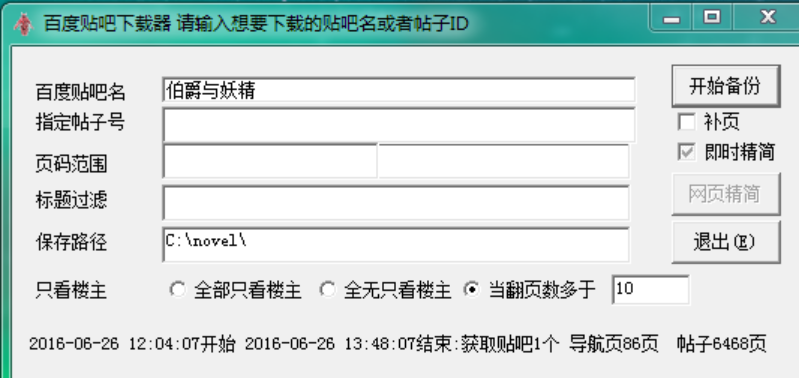 百度贴吧下载器 请输入想要下载的贴吧名或者帖子ID
百度贴吧名 伯爵与妖精 开始备份
指定帖子号 补页
页码范围 即时精简
标题过滤 网页精简
保存路径 C:\novel\ 退出(E)
只看楼主 全部只看楼主 全无只看楼主 当翻页数多于 10
2016-06-26 12:04:07开始 2016-06-26 13:48:07结束:获取贴吧1个 导航页86页 帖子6468页